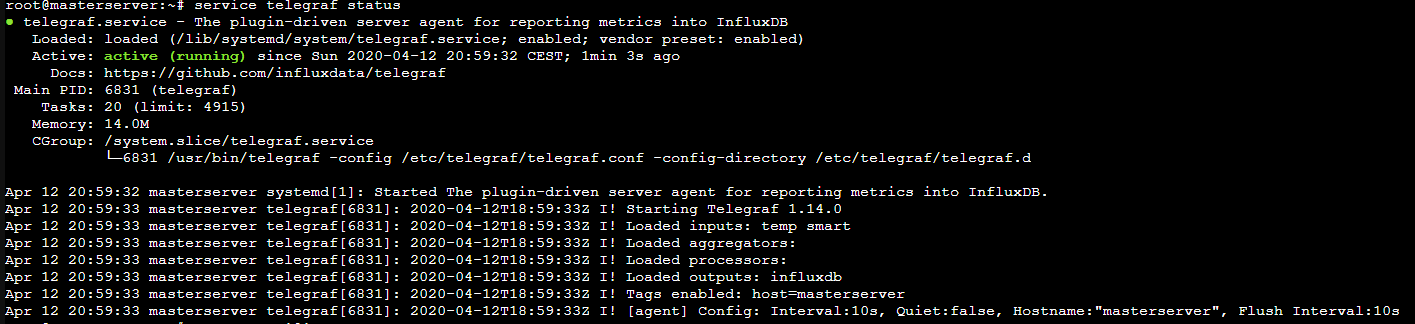 root@masterserver:~# service telegraf status
● telegraf.service - The plugin-driven server agent for reporting metrics into InfluxDB
Loaded: loaded (/lib/systemd/system/telegraf.service; enabled; vendor preset: enabled)
Active: active (running) since Sun 2020-04-12 20:59:32 CEST; 1min 3s ago
Docs: https://github.com/influxdata/telegraf
Main PID: 6831 (telegraf)
Tasks: 20 (limit: 4915)
Memory: 14.0M
CGroup: /system.slice/telegraf.service
└─6831 /usr/bin/telegraf -config /etc/telegraf/telegraf.conf -config-directory /etc/telegraf/telegraf.d
Apr 12 20:59:32 masterserver systemd[1]: Started The plugin-driven server agent for reporting metrics into InfluxDB.
Apr 12 20:59:33 masterserver telegraf[6831]: 2020-04-12T18:59:33Z I! Starting Telegraf 1.14.0
Apr 12 20:59:33 masterserver telegraf[6831]: 2020-04-12T18:59:33Z I! Loaded inputs: temp smart
Apr 12 20:59:33 masterserver telegraf[6831]: 2020-04-12T18:59:33Z I! Loaded aggregators:
Apr 12 20:59:33 masterserver telegraf[6831]: 2020-04-12T18:59:33Z I! Loaded processors:
Apr 12 20:59:33 masterserver telegraf[6831]: 2020-04-12T18:59:33Z I! Loaded outputs: influxdb
Apr 12 20:59:33 masterserver telegraf[6831]: 2020-04-12T18:59:33Z I! Tags enabled: host=masterserver
Apr 12 20:59:33 masterserver telegraf[6831]: 2020-04-12T18:59:33Z I! [agent] Config: Interval:10s, Quiet:false, Hostname:"masterserver", Flush Interval:10s